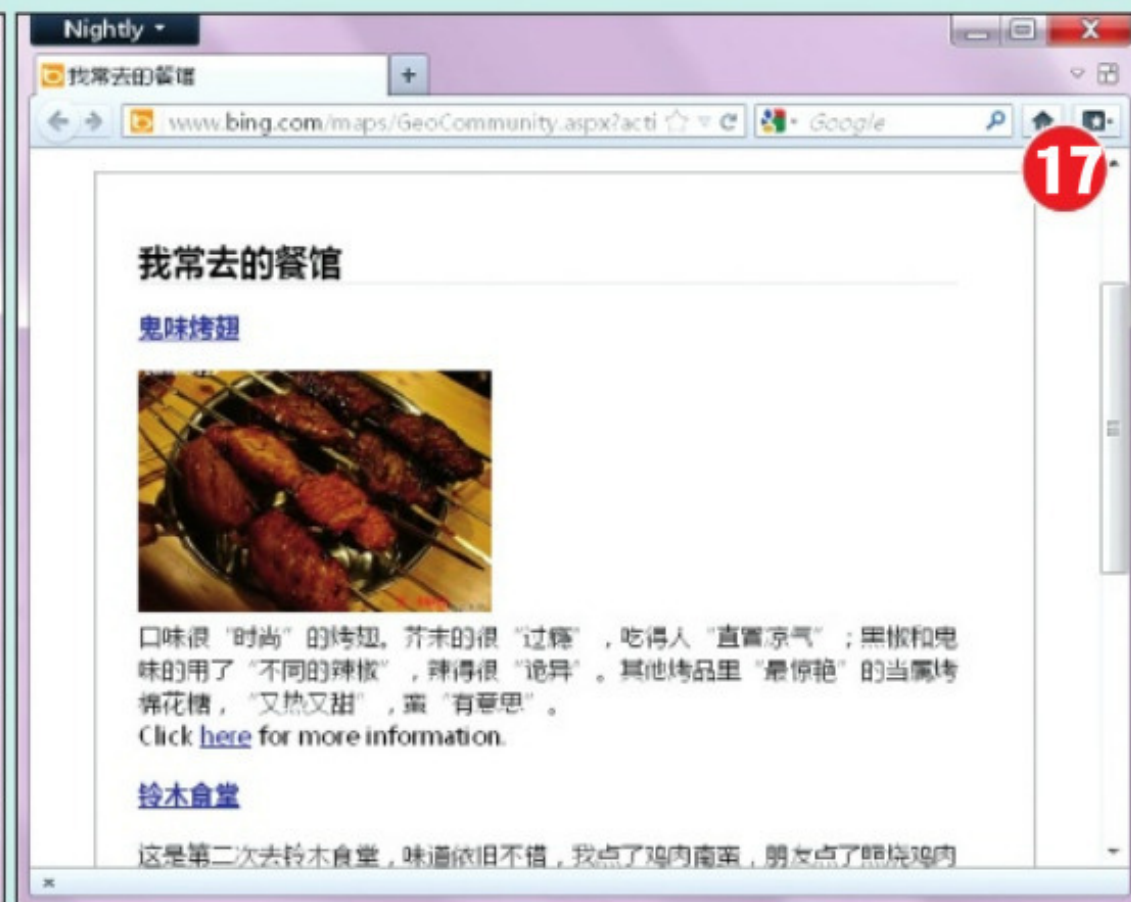 Nightly
我常去的餐馆
www.bing.com/maps/GeoCommunity.aspx?acti
Google
17
我常去的餐馆
鬼味烤翅
口味很“时尚”的烤翅。芥末的很“过瘾”，吃得人“直冒凉气”；黑椒和鬼
味的用了“不同的辣椒”，辣得很“诡异”。其他烤品里“最惊艳”的当属烤
棉花糖，“又热又甜”，蛮“有意思”。
Click here for more information.
铃木食堂
这是第二次去铃木食堂，味道依旧不错，我点了鸡肉南蛮，朋友点了照烧鸡肉